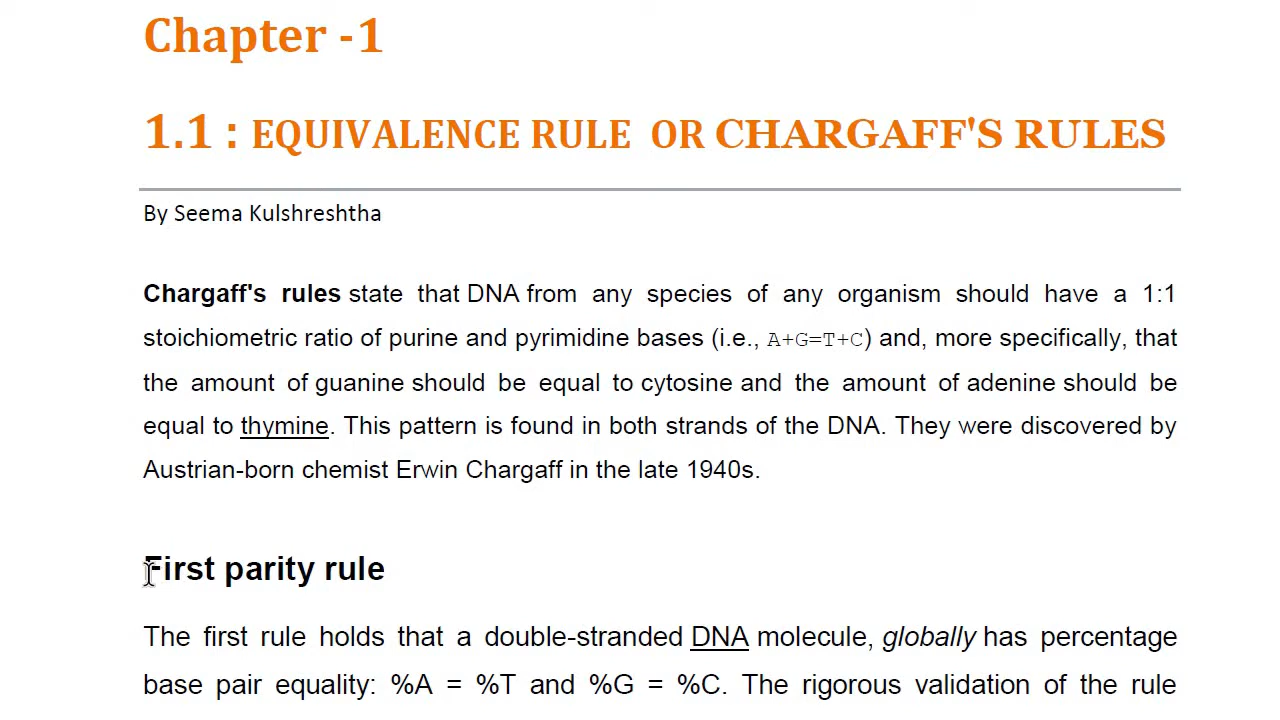 Chapter -1
1.1 : EQUIVALENCE RULE OR CHARGAFF'S RULES
By Seema Kulshreshtha
Chargaff's rules state that DNA from any species of any organism should have a 1:1
stoichiometric ratio of purine and pyrimidine bases (i.e., A+G=T+C) and, more specifically, that
the amount of guanine should be equal to cytosine and the amount of adenine should be
equal to thymine. This pattern is found in both strands of the DNA. They were discovered by
Austrian-born chemist Erwin Chargaff in the late 1940s.
First parity rule
The first rule holds that a double-stranded DNA molecule, globally has percentage
base pair equality: %A = %T and %G = %C. The rigorous validation of the rule